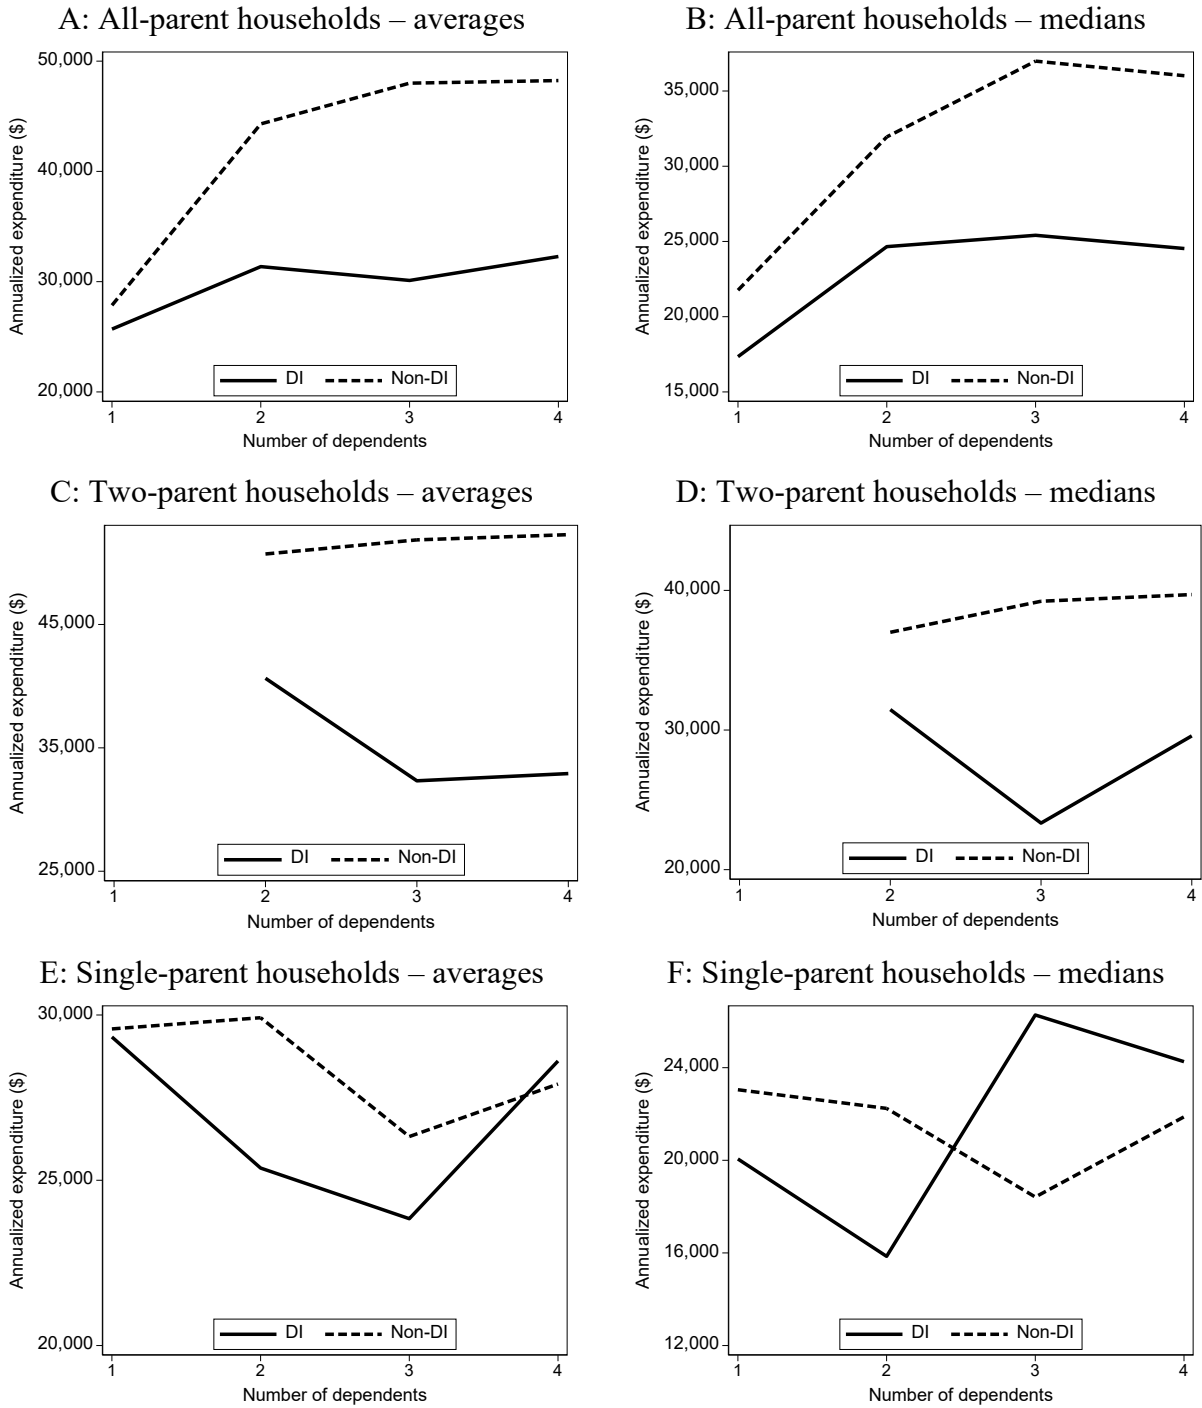 A: All-parent households – averages
Annualized expenditure ($)
50,000
40,000
30,000
20,000
DI Non-DI
1 2 3 4
Number of dependents
B: All-parent households – medians
Annualized expenditure ($)
35,000
30,000
25,000
20,000
15,000
DI Non-DI
1 2 3 4
Number of dependents
C: Two-parent households – averages
Annualized expenditure ($)
45,000
35,000
25,000
DI Non-DI
1 2 3 4
Number of dependents
D: Two-parent households – medians
Annualized expenditure ($)
40,000
30,000
20,000
DI Non-DI
1 2 3 4
Number of dependents
E: Single-parent households – averages
Annualized expenditure ($)
30,000
25,000
20,000
DI Non-DI
1 2 3 4
Number of dependents
F: Single-parent households – medians
Annualized expenditure ($)
24,000
20,000
16,000
12,000
DI Non-DI
1 2 3 4
Number of dependents